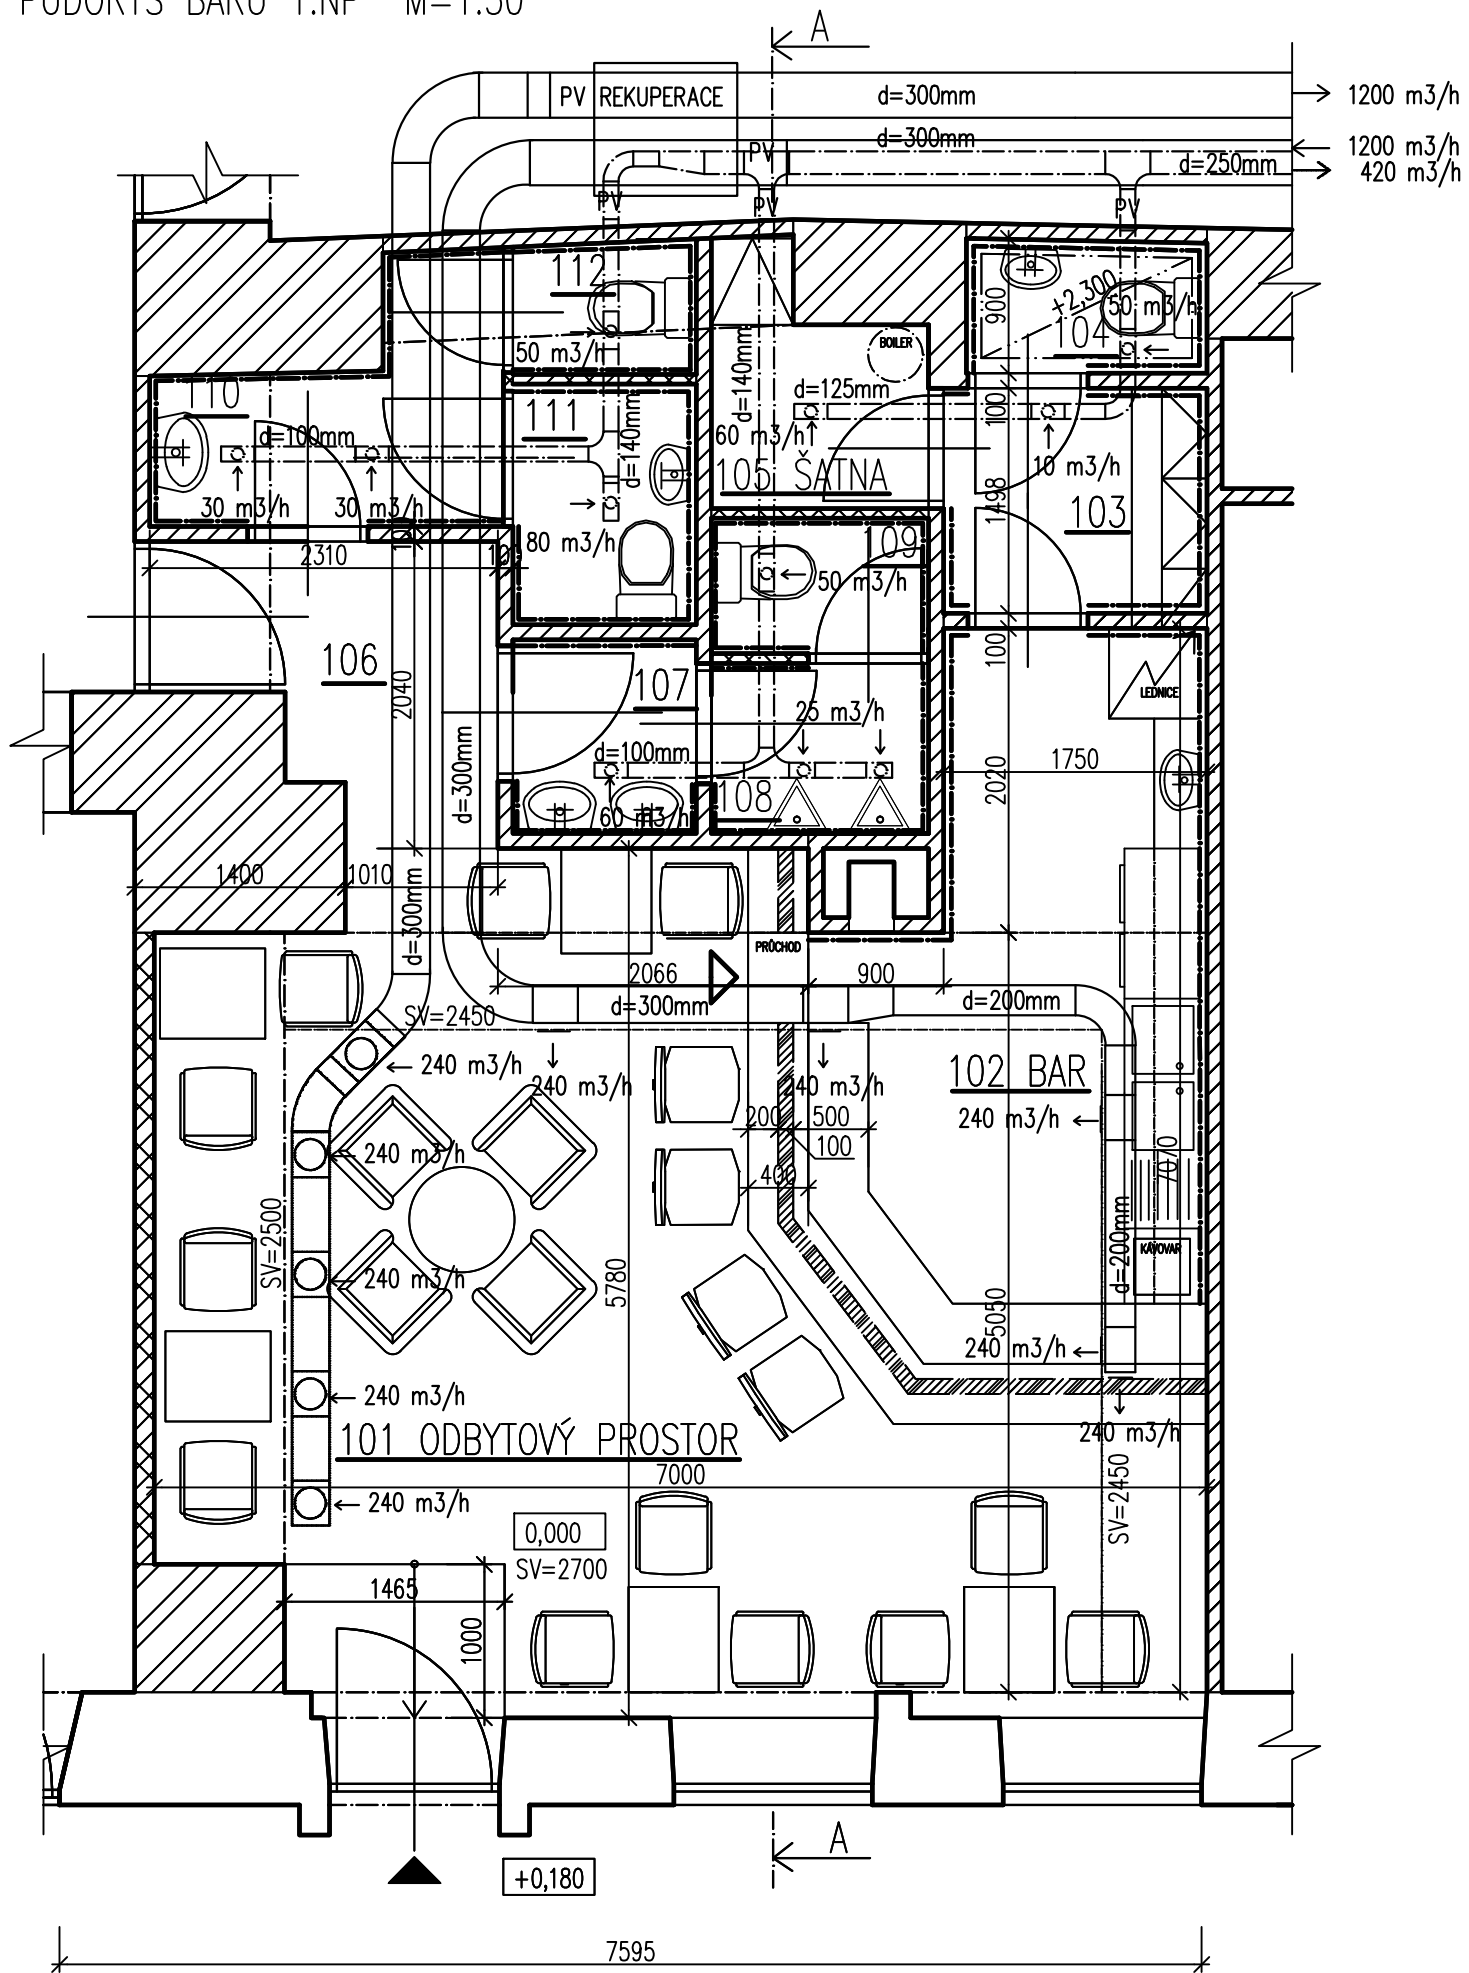 PŮDORYS BARU 1.NP M=1:50
A
PV REKUPERACE
d=300mm
1200 m3/h
d=300mm
1200 m3/h
PV
d=250mm
420 m3/h
PV
PV
PV
112
+2,300
900
50 m3/h
104
50 m3/h
BOILER
d=140mm
110
d=125mm
100
111
d=100mm
d=140mm
60 m3/h
10 m3/h
105 ŠATNA
30 m3/h
30 m3/h
1498
103
80 m3/h
109
2310
50 m3/h
106
107
100
LEDNICE
2040
25 m3/h
d=300mm
d=100mm
2020
1750
108
60 m3/h
1400
1010
d=300mm
PRŮCHOD
2066
900
d=300mm
d=200mm
SV=2450
240 m3/h
240 m3/h
240 m3/h
102 BAR
240 m3/h
200
500
100
240 m3/h
400
7070
SV=2500
d=200mm
KÁVOVAR
240 m3/h
5780
5050
240 m3/h
240 m3/h
240 m3/h
101 ODBYTOVÝ PROSTOR
7000
240 m3/h
SV=2450
0,000
SV=2700
1465
1000
A
+0,180
7595